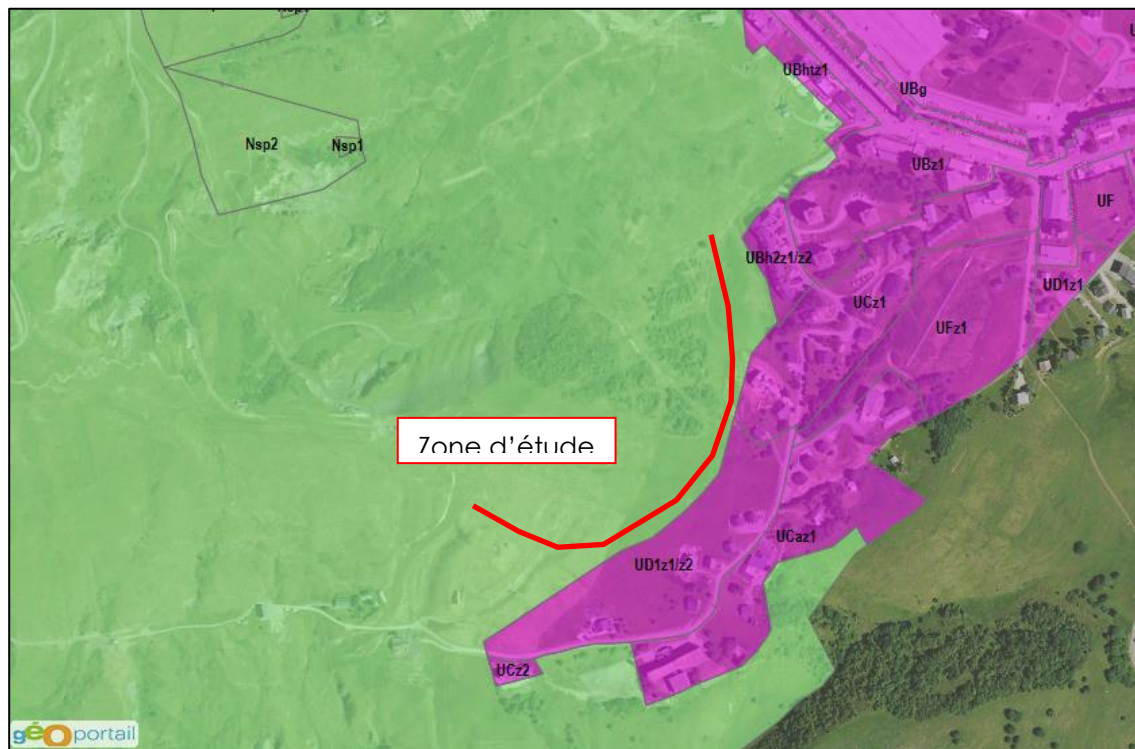 UBhtz1
UBg
Nsp2
Nsp1
UBz1
UF
UBh2z1/z2
UCz1
UD1z1
UFz1
Zone d'étude
UCaz1
UD1z1/z2
UCz2
géoportail